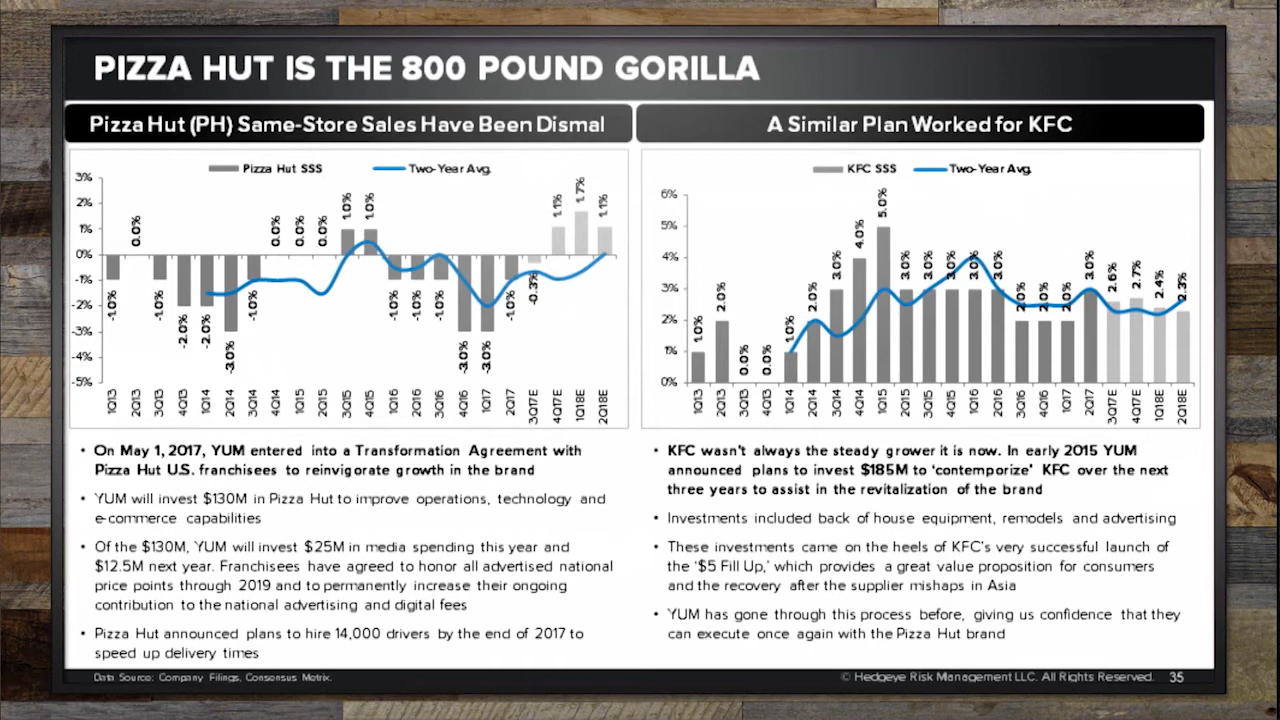 PIZZA HUT IS THE 800 POUND GORILLA
Pizza Hut (PH) Same-Store Sales Have Been Dismal
Pizza Hut SSS
Two-Year Avg.
3%
2%
1%
0%
-1%
-2%
-3%
-4%
-5%
-1.0%
0.0%
-1.0%
-2.0%
-2.0%
-3.0%
-1.0%
0.0%
0.0%
0.0%
1.0%
1.0%
-1.0%
-1.0%
-1.0%
-3.0%
-3.0%
-1.0%
-0.3%
1.1%
1.7%
1.1%
1Q13
2Q13
3Q13
4Q13
1Q14
2Q14
3Q14
4Q14
1Q15
2Q15
3Q15
4Q15
1Q16
2Q16
3Q16
4Q16
1Q17
2Q17
3Q17E
4Q17E
1Q18E
2Q18E
• On May 1, 2017, YUM entered into a Transformation Agreement with
Pizza Hut U.S. franchisees to reinvigorate growth in the brand
• YUM will invest $130M in Pizza Hut to improve operations, technology and
e-commerce capabilities
• Of the $130M, YUM will invest $25M in media spending this year and
$12.5M next year. Franchisees have agreed to honor all advertised national
price points through 2019 and to permanently increase their ongoing
contribution to the national advertising and digital fees
• Pizza Hut announced plans to hire 14,000 drivers by the end of 2017 to
speed up delivery times
A Similar Plan Worked for KFC
KFC SSS
Two-Year Avg.
6%
5%
4%
3%
2%
1%
0%
1.0%
2.0%
0.0%
0.0%
1.0%
2.0%
3.0%
4.0%
5.0%
3.0%
3.0%
3.0%
3.0%
3.0%
2.0%
2.0%
2.0%
3.0%
2.6%
2.7%
2.4%
2.3%
1Q13
2Q13
3Q13
4Q13
1Q14
2Q14
3Q14
4Q14
1Q15
2Q15
3Q15
4Q15
1Q16
2Q16
3Q16
4Q16
1Q17
2Q17
3Q17E
4Q17E
1Q18E
2Q18E
• KFC wasn't always the steady grower it is now. In early 2015 YUM
announced plans to invest $185M to 'contemporize' KFC over the next
three years to assist in the revitalization of the brand
• Investments included back of house equipment, remodels and advertising
• These investments came on the heels of KFC's very successful launch of
the '$5 Fill Up,' which provides a great value proposition for consumers
and the recovery after the supplier mishaps in Asia
• YUM has gone through this process before, giving us confidence that they
can execute once again with the Pizza Hut brand
Data Source: Company Filings, Consensus Metrix.
© Hedgeye Risk Management LLC. All Rights Reserved.
35